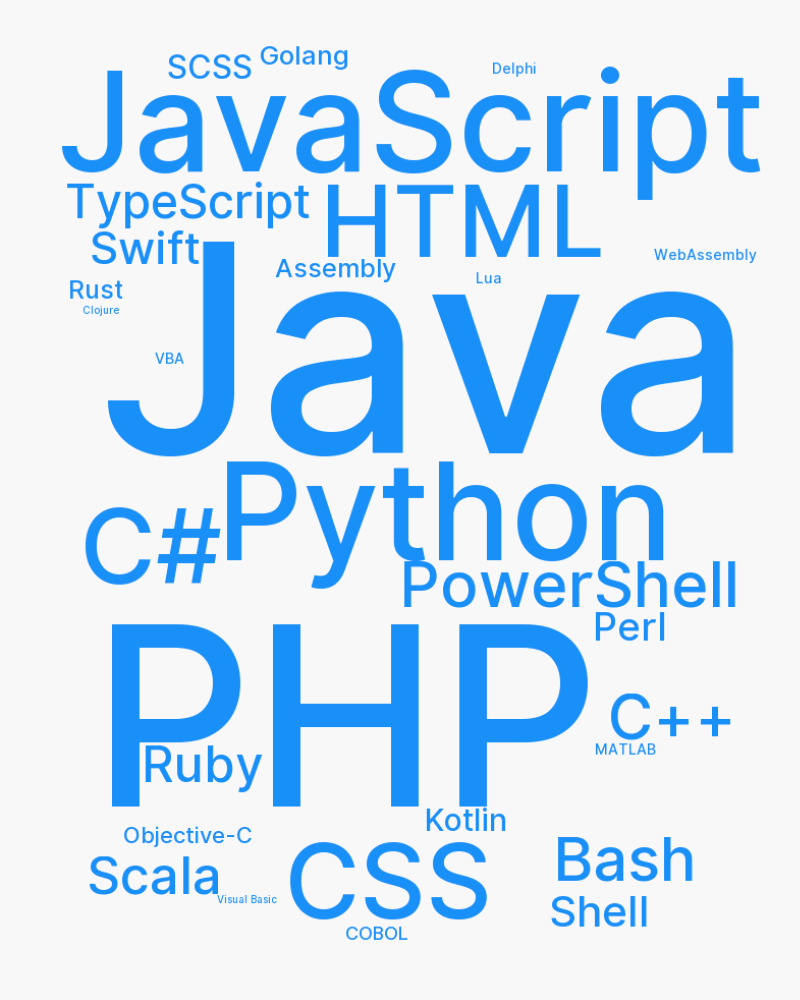 SCSS
Golang
Delphi
JavaScript
TypeScript
HTML
Swift
WebAssembly
Assembly
Lua
Rust
Clojure
Java
VBA
Python
C#
PowerShell
Perl
PHP
C++
MATLAB
Ruby
Kotlin
Objective-C
Bash
Scala
CSS
Visual Basic
Shell
COBOL